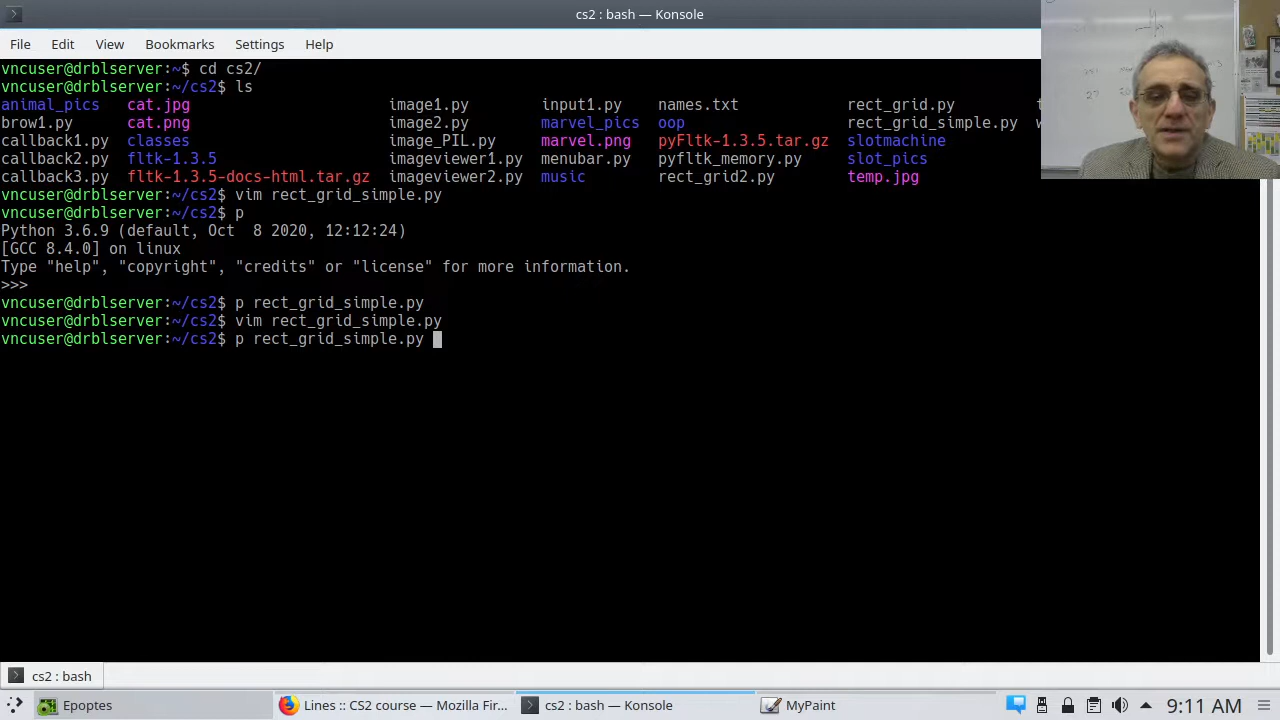 cs2 : bash — Konsole
File Edit View Bookmarks Settings Help
vncuser@drblserver:~$ cd cs2/
vncuser@drblserver:~/cs2$ ls
animal_pics cat.jpg image1.py input1.py names.txt rect_grid.py
brow1.py cat.png image2.py marvel_pics oop rect_grid_simple.py
callback1.py classes image_PIL.py marvel.png pyFltk-1.3.5.tar.gz slotmachine
callback2.py fltk-1.3.5 imageviewer1.py menubar.py pyfltk_memory.py slot_pics
callback3.py fltk-1.3.5-docs-html.tar.gz imageviewer2.py music rect_grid2.py temp.jpg
vncuser@drblserver:~/cs2$ vim rect_grid_simple.py
vncuser@drblserver:~/cs2$ p
Python 3.6.9 (default, Oct  8 2020, 12:12:24)
[GCC 8.4.0] on linux
Type "help", "copyright", "credits" or "license" for more information.
>>>
vncuser@drblserver:~/cs2$ p rect_grid_simple.py
vncuser@drblserver:~/cs2$ vim rect_grid_simple.py
vncuser@drblserver:~/cs2$ p rect_grid_simple.py
cs2 : bash
Epoptes Lines :: CS2 course — Mozilla Fir... cs2 : bash — Konsole MyPaint 9:11 AM